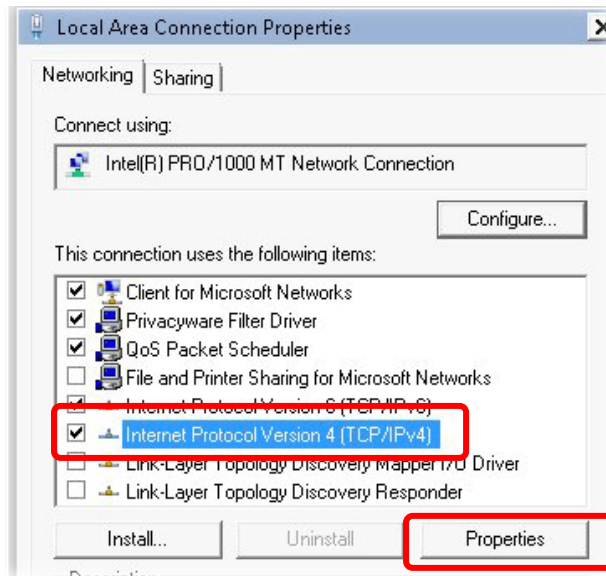 Local Area Connection Properties
Networking
Sharing
Connect using:
Intel(R) PRO/1000 MT Network Connection
Configure...
This connection uses the following items:
Client for Microsoft Networks
Privacyware Filter Driver
QoS Packet Scheduler
File and Printer Sharing for Microsoft Networks
Internet Protocol Version 6 (TCP/IPv6)
Internet Protocol Version 4 (TCP/IPv4)
Link-Layer Topology Discovery Mapper I/O Driver
Link-Layer Topology Discovery Responder
Install...
Uninstall
Properties
Description